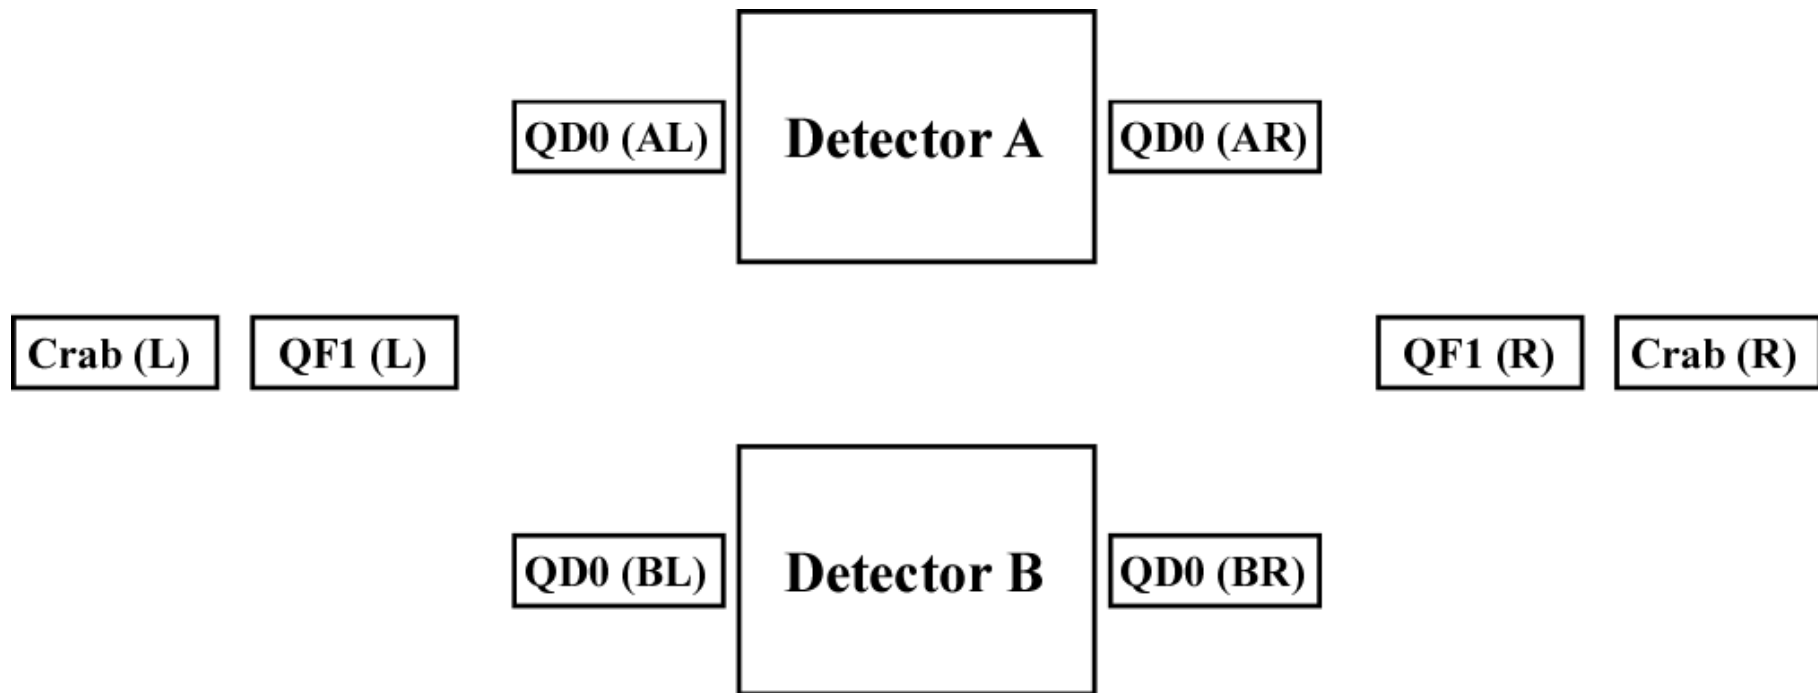 QD0 (AL)
Detector A
QD0 (AR)
Crab (L)
QF1 (L)
QF1 (R)
Crab (R)
QD0 (BL)
Detector B
QD0 (BR)